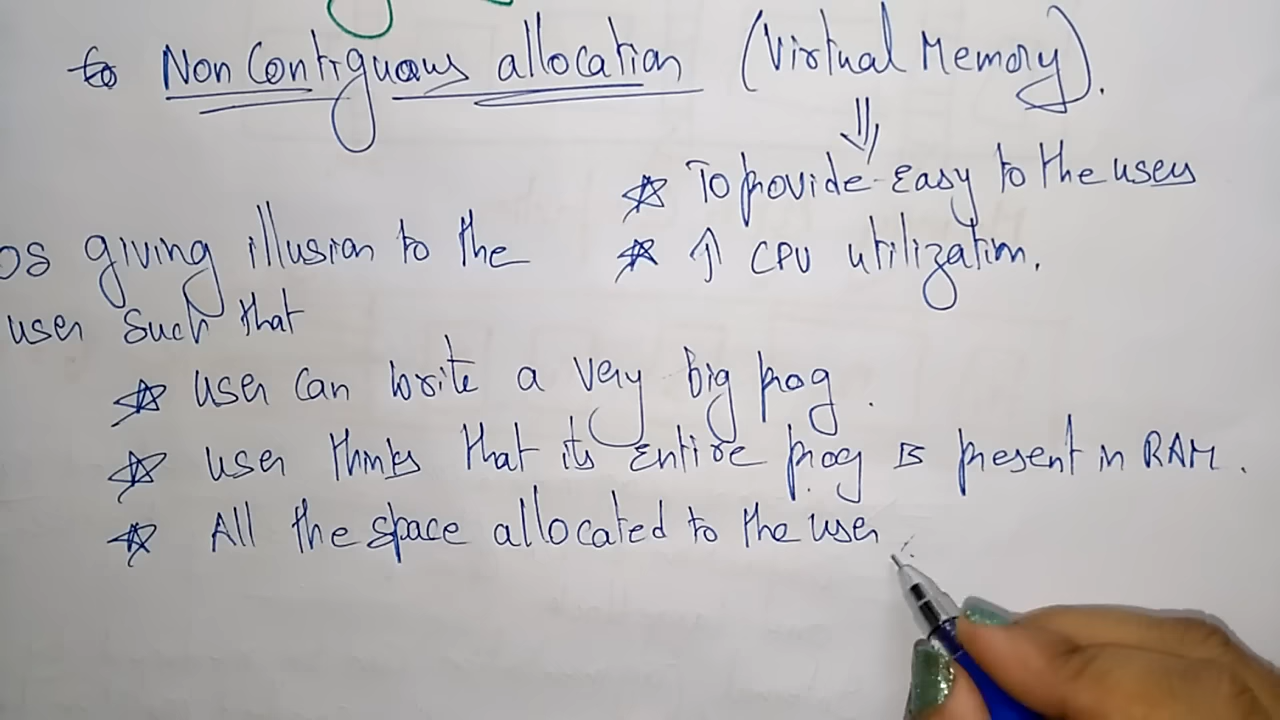 Non Contiguous allocation (Virtual Memory).
⇓
☆ To provide easy to the users
☆ ↑ CPU utilization.
OS giving illusion to the
user such that
☆ user can write a very big prog.
☆ user thinks that its entire prog is present in RAM.
☆ All the space allocated to the user